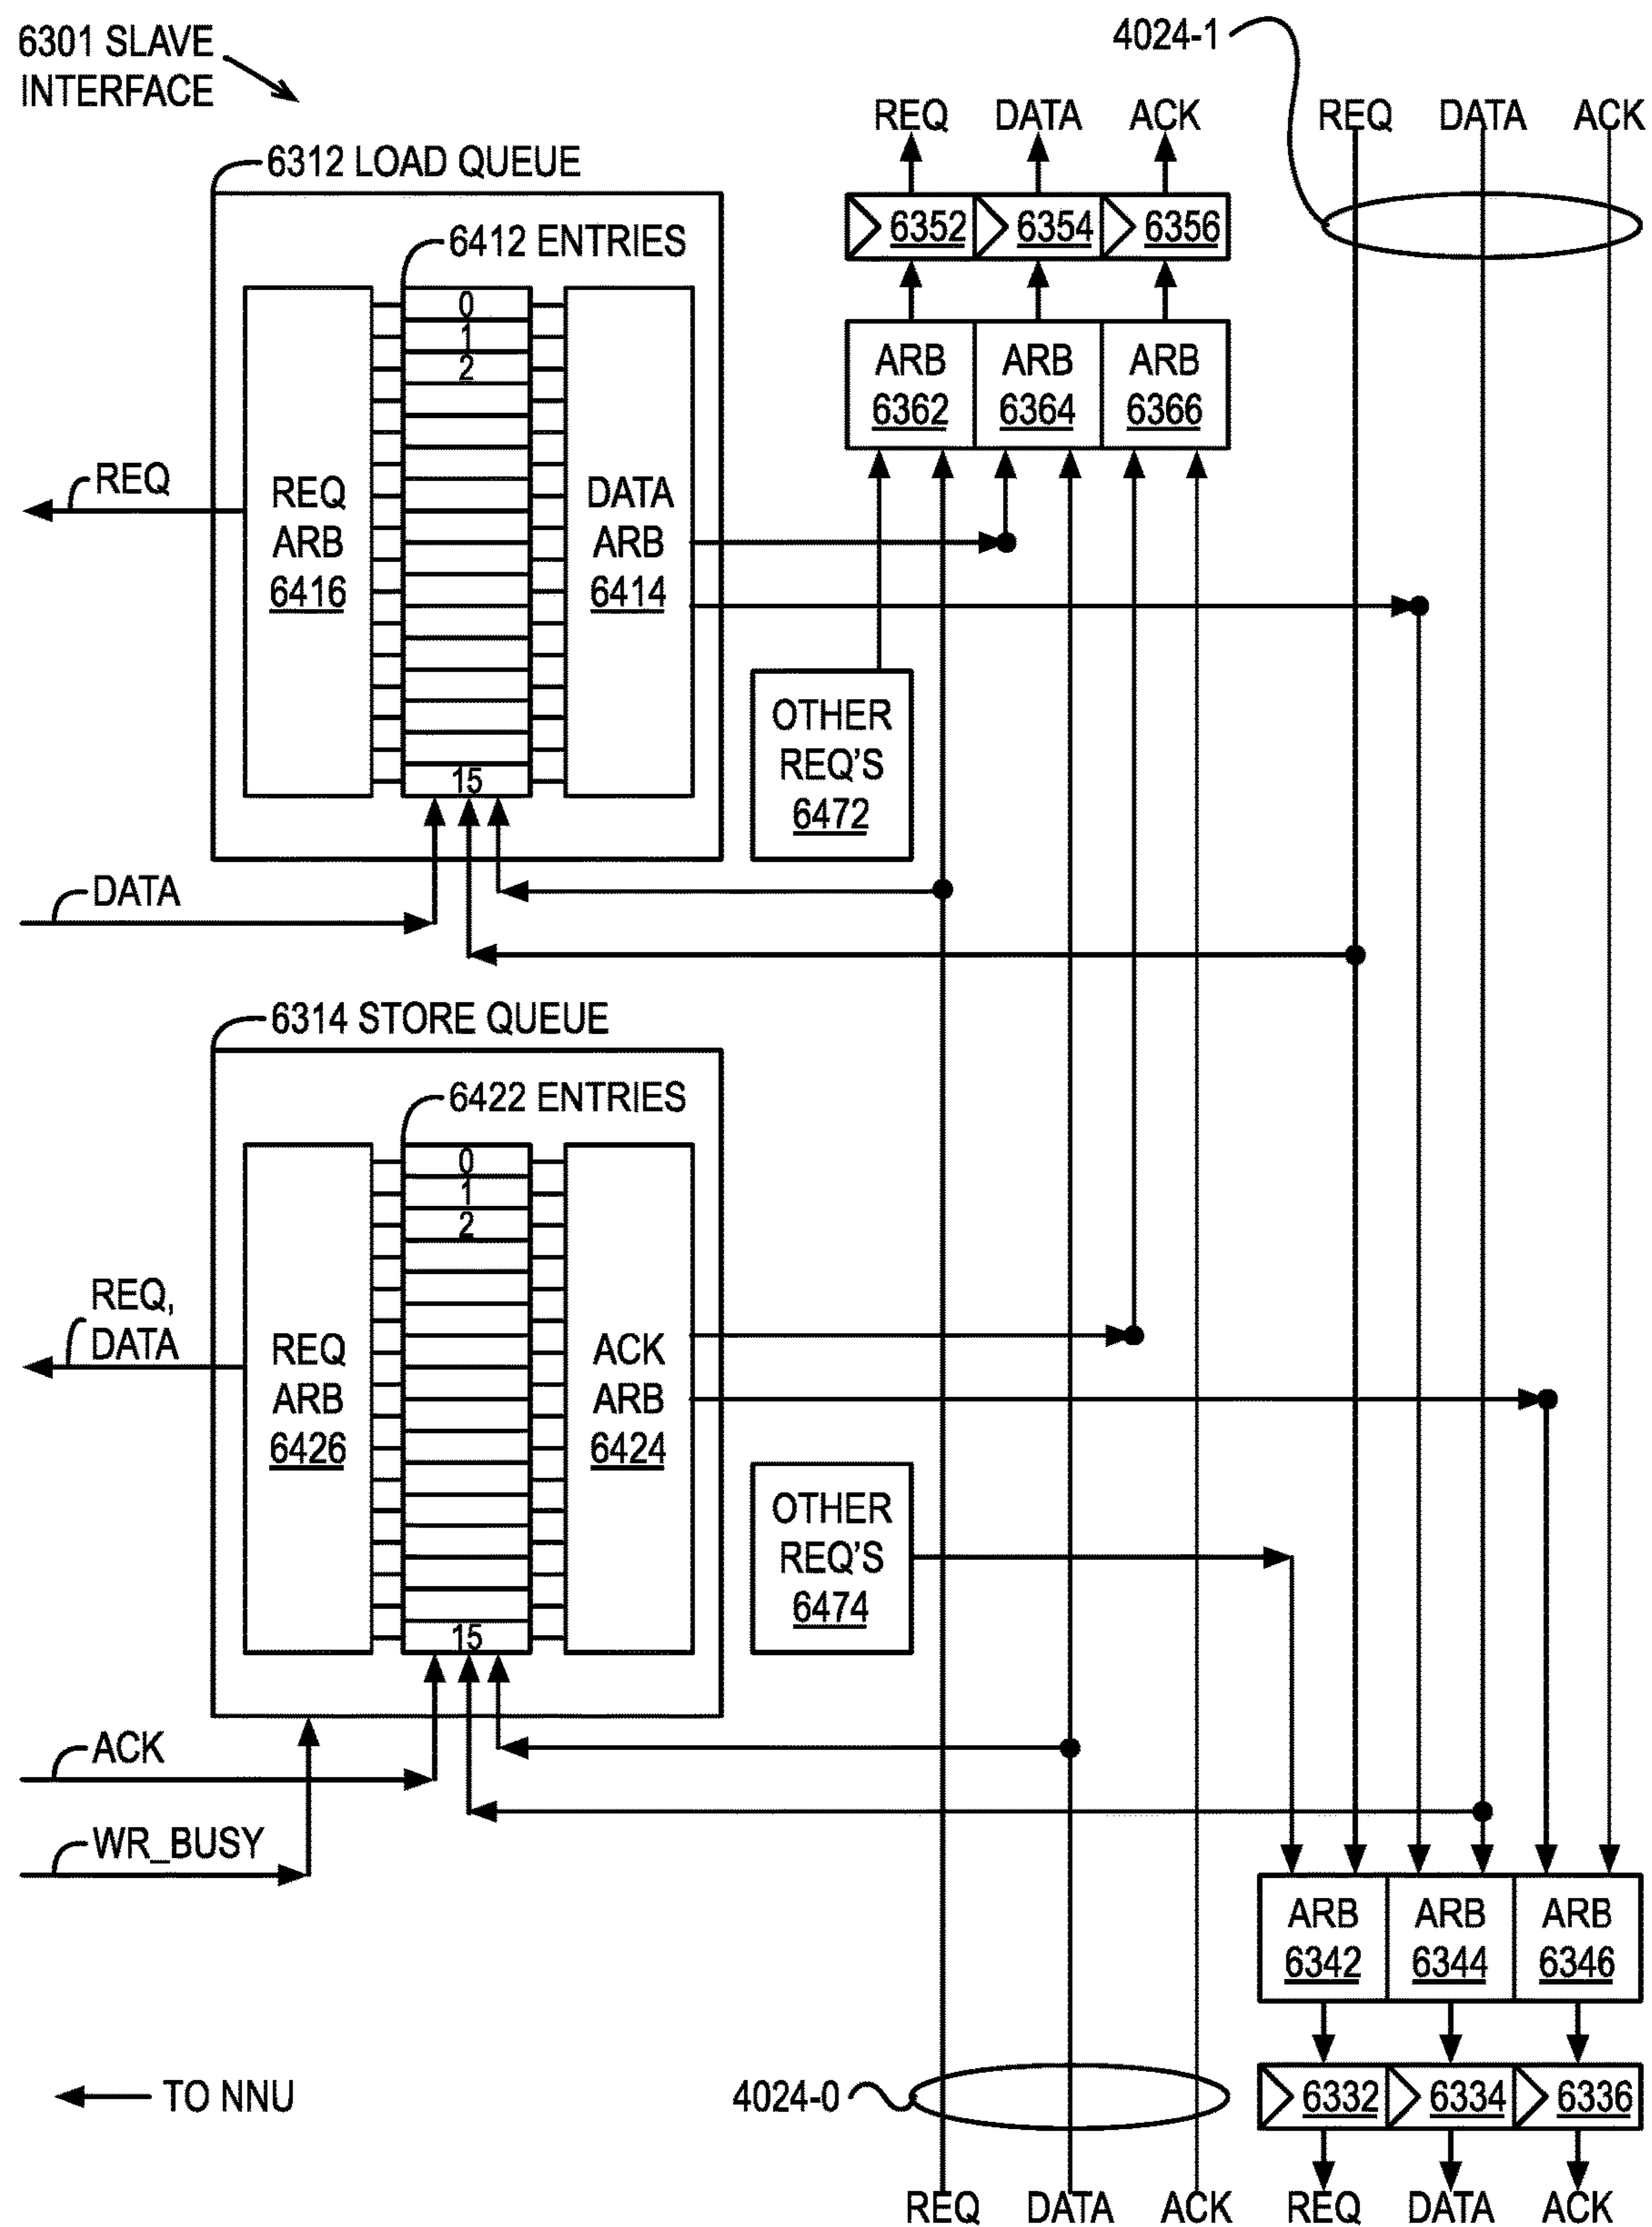 6301 SLAVE
INTERFACE
4024-1
REQ DATA ACK
REQ DATA ACK
6312 LOAD QUEUE
6412 ENTRIES
6352 6354 6356
0
1
2
15
REQ
ARB
6416
DATA
ARB
6414
ARB
6362
ARB
6364
ARB
6366
REQ
OTHER
REQ'S
6472
DATA
6314 STORE QUEUE
6422 ENTRIES
0
1
2
15
REQ
ARB
6426
ACK
ARB
6424
REQ,
DATA
OTHER
REQ'S
6474
ACK
WR_BUSY
ARB
6342
ARB
6344
ARB
6346
TO NNU
4024-0
6332 6334 6336
REQ DATA ACK
REQ DATA ACK